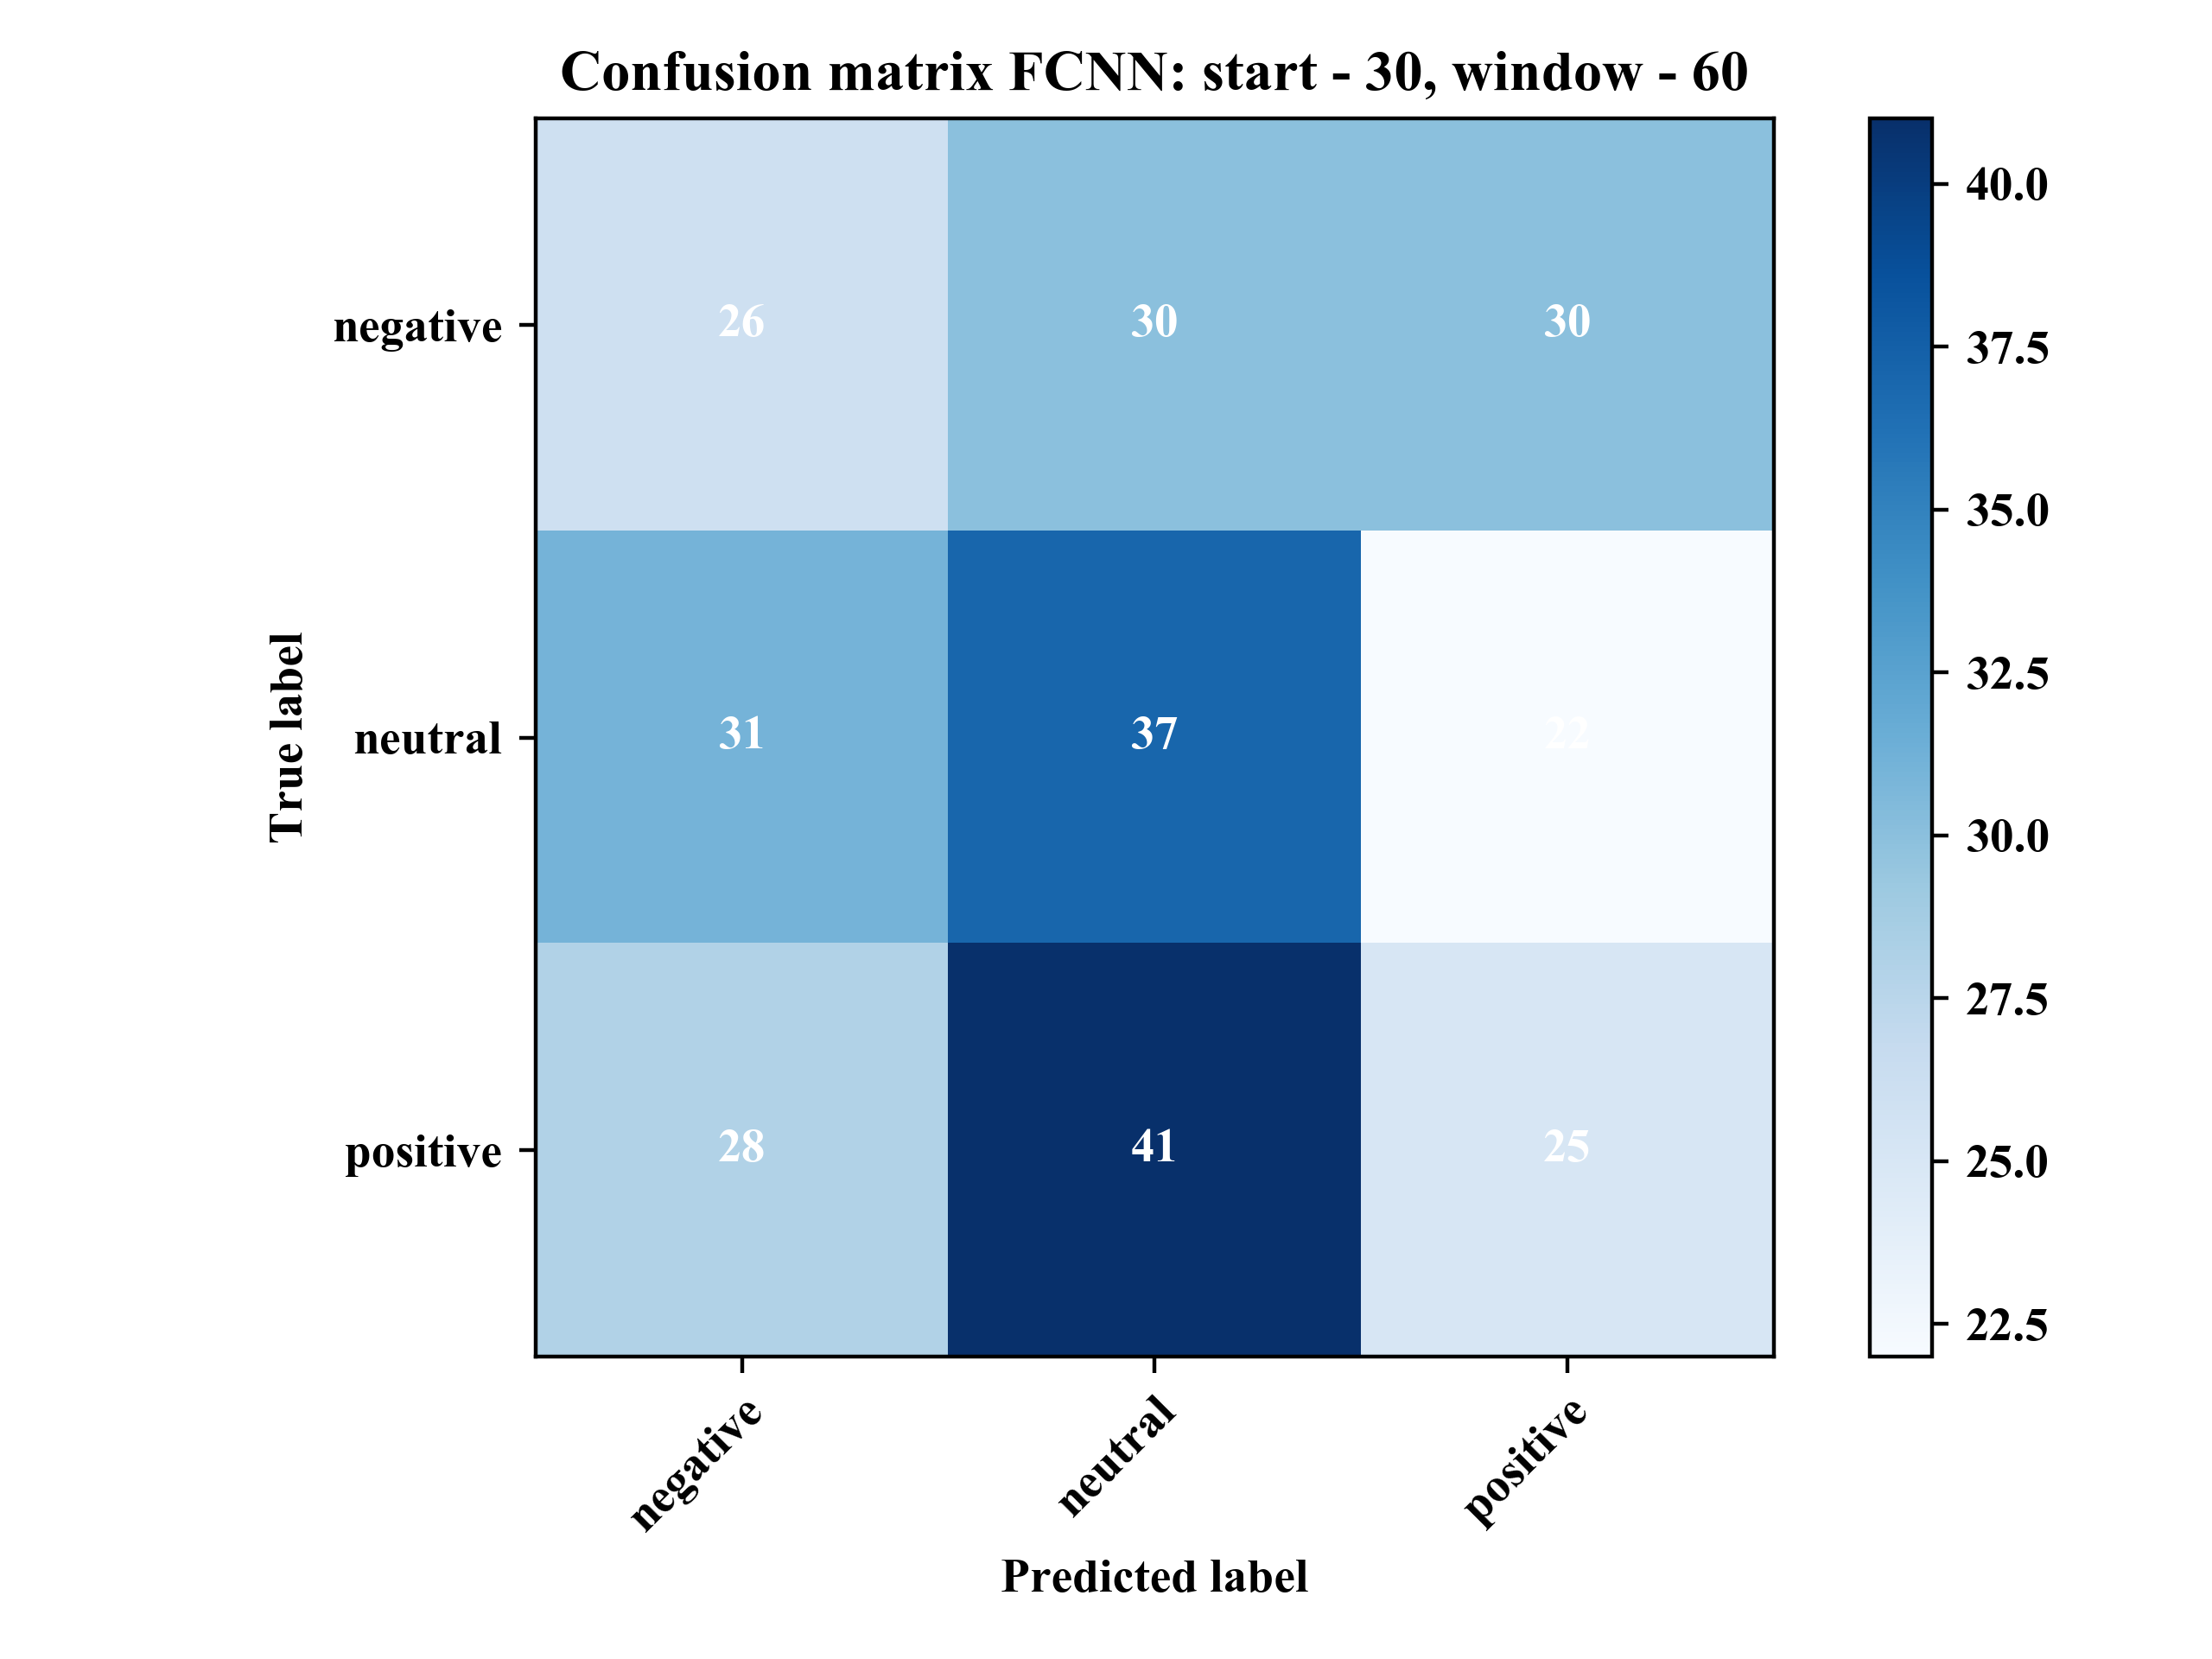 Confusion matrix FCNN: start - 30, window - 60
True label
negative
26
30
30
neutral
31
37
22
positive
28
41
25
negative
neutral
positive
Predicted label
40.0
37.5
35.0
32.5
30.0
27.5
25.0
22.5